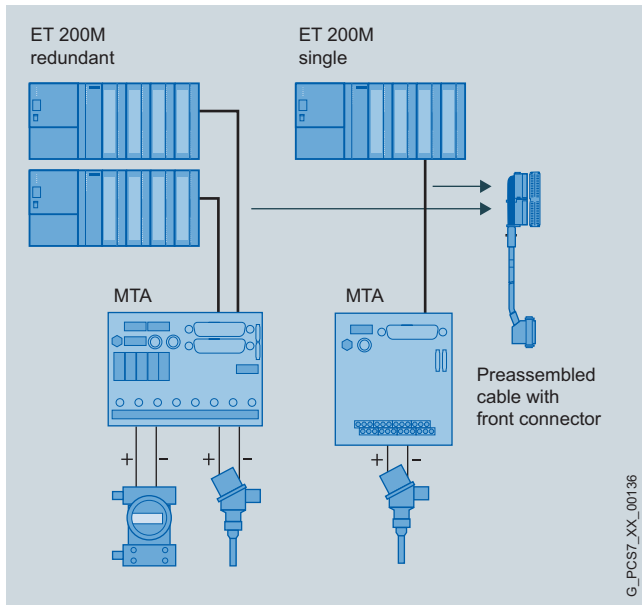 ET 200M
redundant
ET 200M
single
MTA
MTA
Preassembled
cable with
front connector
+ − + −
+ −
G_PCS7_XX_00136